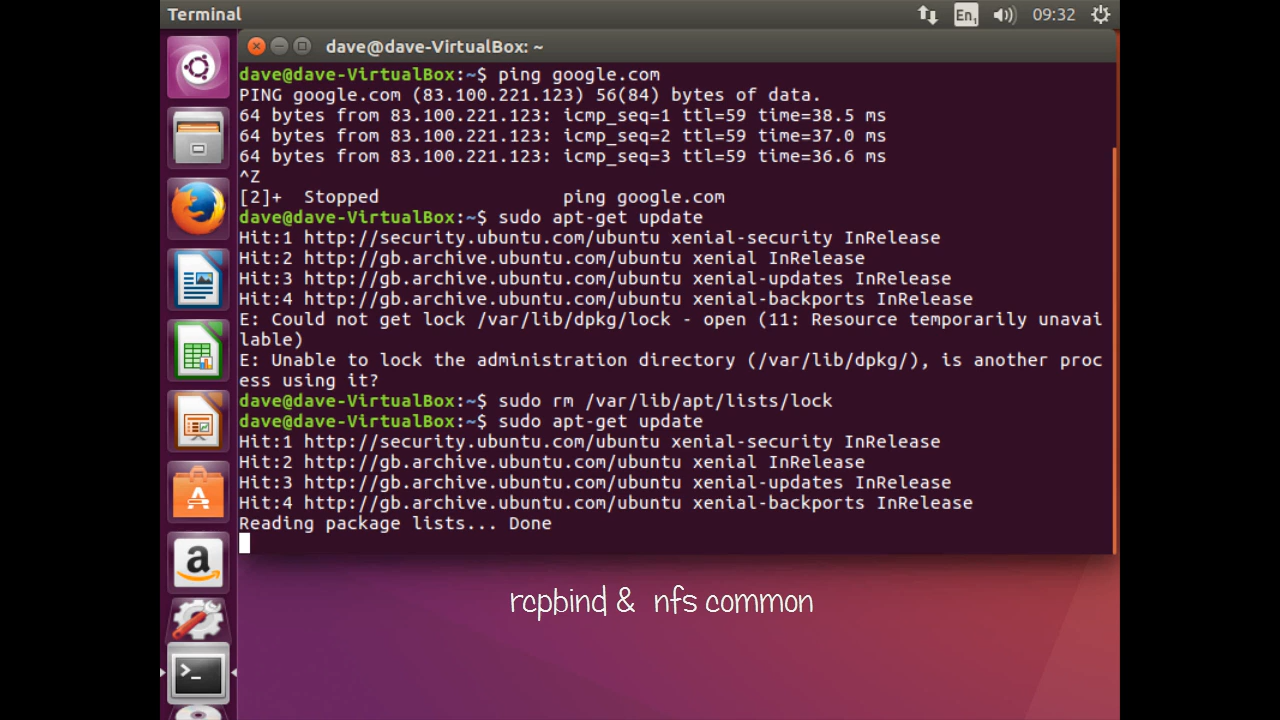 Terminal
En1
09:32
dave@dave-VirtualBox: ~
dave@dave-VirtualBox:~$ ping google.com
PING google.com (83.100.221.123) 56(84) bytes of data.
64 bytes from 83.100.221.123: icmp_seq=1 ttl=59 time=38.5 ms
64 bytes from 83.100.221.123: icmp_seq=2 ttl=59 time=37.0 ms
64 bytes from 83.100.221.123: icmp_seq=3 ttl=59 time=36.6 ms
^Z
[2]+  Stopped                 ping google.com
dave@dave-VirtualBox:~$ sudo apt-get update
Hit:1 http://security.ubuntu.com/ubuntu xenial-security InRelease
Hit:2 http://gb.archive.ubuntu.com/ubuntu xenial InRelease
Hit:3 http://gb.archive.ubuntu.com/ubuntu xenial-updates InRelease
Hit:4 http://gb.archive.ubuntu.com/ubuntu xenial-backports InRelease
E: Could not get lock /var/lib/dpkg/lock - open (11: Resource temporarily unavai
lable)
E: Unable to lock the administration directory (/var/lib/dpkg/), is another proc
ess using it?
dave@dave-VirtualBox:~$ sudo rm /var/lib/apt/lists/lock
dave@dave-VirtualBox:~$ sudo apt-get update
Hit:1 http://security.ubuntu.com/ubuntu xenial-security InRelease
Hit:2 http://gb.archive.ubuntu.com/ubuntu xenial InRelease
Hit:3 http://gb.archive.ubuntu.com/ubuntu xenial-updates InRelease
Hit:4 http://gb.archive.ubuntu.com/ubuntu xenial-backports InRelease
Reading package lists... Done
rcpbind & nfs common